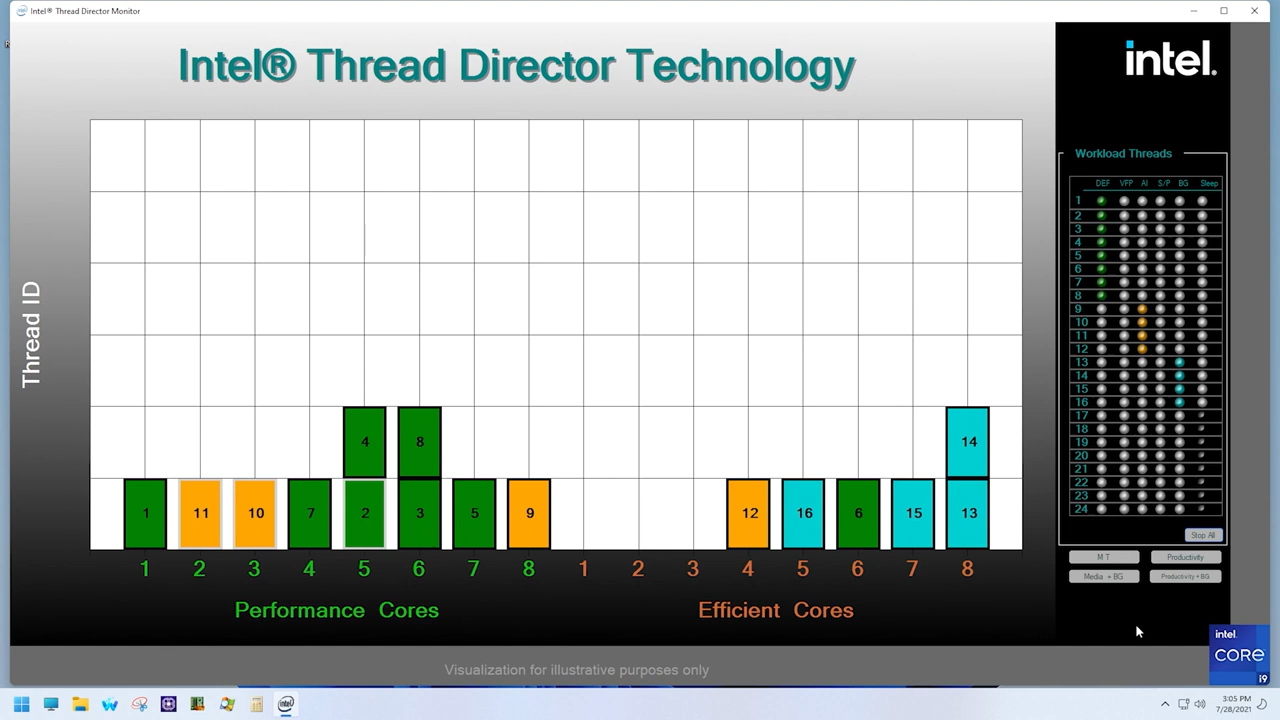 Intel® Thread Director Monitor
Intel® Thread Director Technology
intel.
Workload Threads
DEF VFP AI S/P BG Sleep
1
2
3
4
5
6
7
8
9
10
11
12
13
14
15
16
17
18
19
20
21
22
23
24
Stop All
M T Productivity
Media + BG Productivity + BG
Thread ID
4 8 14
1 11 10 7 2 3 5 9 12 16 6 15 13
1 2 3 4 5 6 7 8 1 2 3 4 5 6 7 8
Performance Cores Efficient Cores
Visualization for illustrative purposes only
intel.
CORE
i9
3:05 PM
7/28/2021